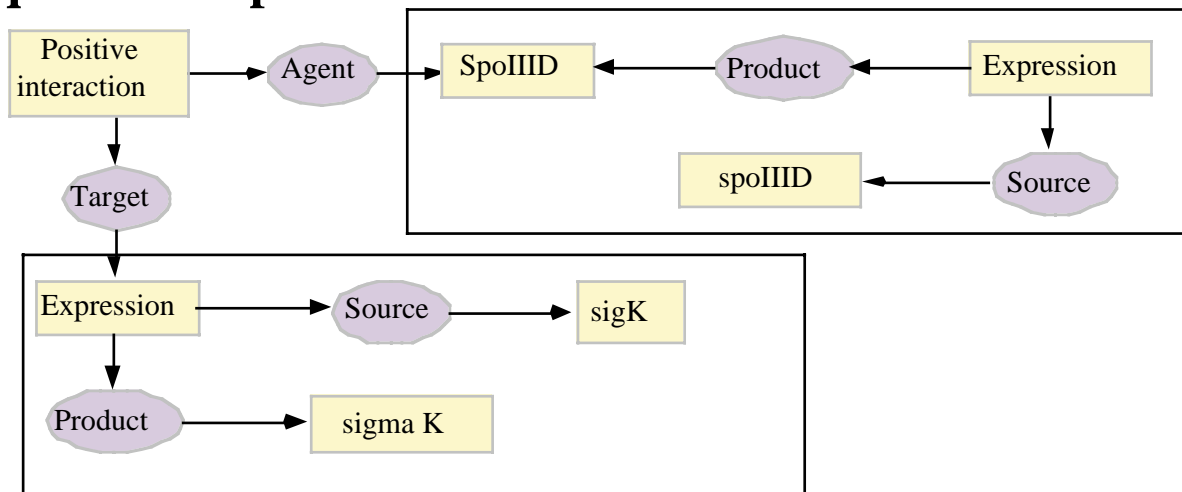 Positive
interaction
Agent
SpoIIID
Product
Expression
spoIIID
Source
Target
Expression
Source
sigK
Product
sigma K